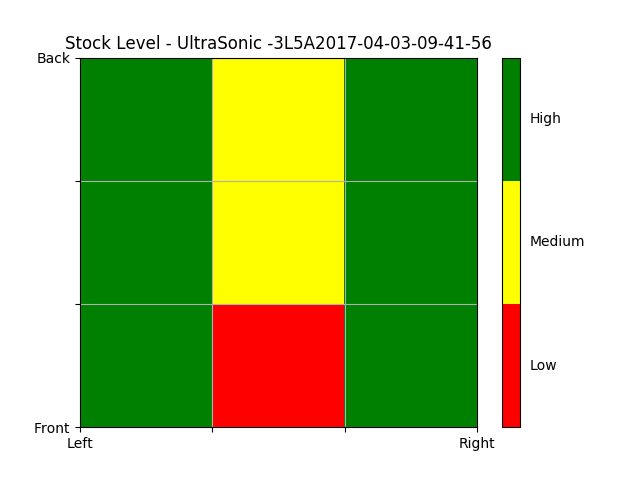 Stock Level - UltraSonic -3L5A2017-04-03-09-41-56
Back
High
Medium
Low
Front
Left
Right